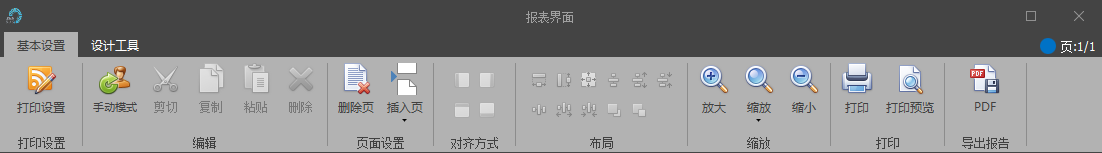 报表界面
基本设置 设计工具 页:1/1
打印设置 手动模式 剪切 复制 粘贴 删除 删除页 插入页 放大 缩放 缩小 打印 打印预览 PDF PDF
打印设置 编辑 页面设置 对齐方式 布局 缩放 打印 导出报告